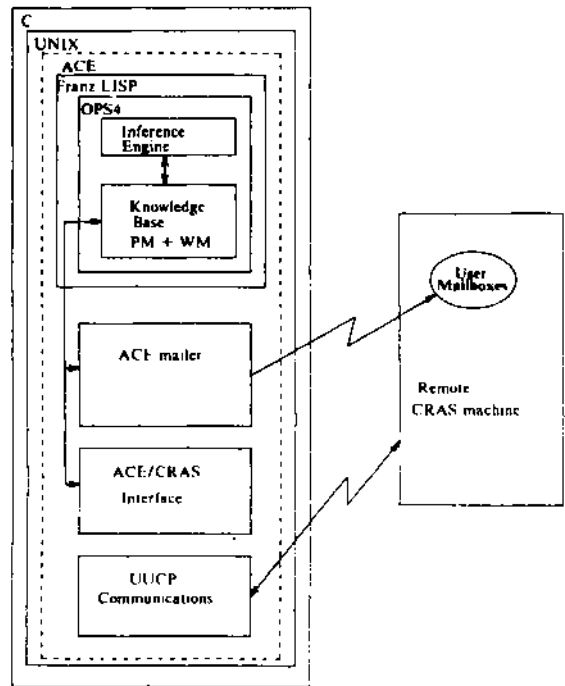 C
UNIX
ACE
Franz LISP
OPS4
Inference
Engine
Knowledge
Base
PM + WM
ACE mailer
ACE/CRAS
Interface
UUCP
Communications
User
Mailboxes
Remote
CRAS machine